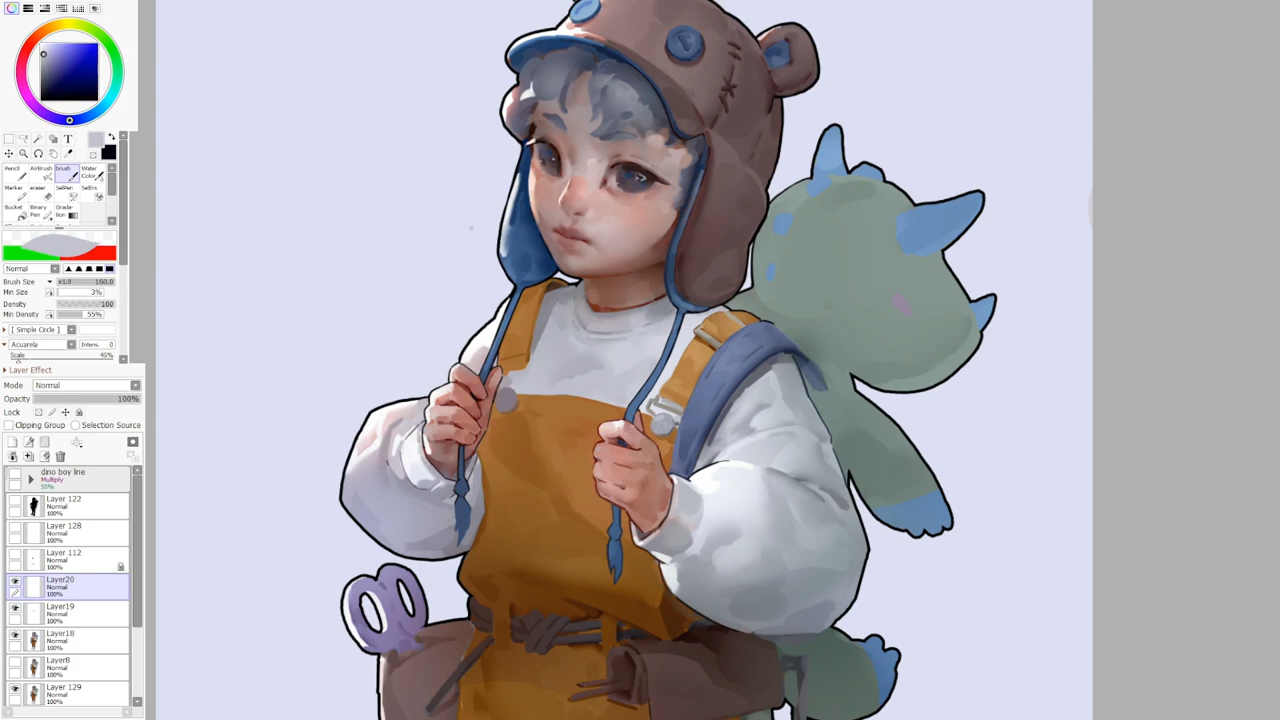 T
Pencil AirBrush brush Water Color
Marker eraser SelPen SelErs
Bucket Binary Pen Grada-tion
Normal
Brush Size x1.0 160.0
Min Size 3%
Density 100
Min Density 55%
[ Simple Circle ]
Acuarela Intens. 0
Scale 45%
Layer Effect
Mode Normal
Opacity 100%
Lock
Clipping Group Selection Source
dino boy line
Multiply
55%
Layer 122
Normal
100%
Layer 128
Normal
100%
Layer 112
Normal
100%
Layer20
Normal
100%
Layer19
Normal
100%
Layer18
Normal
100%
Layer8
Normal
100%
Layer 129
Normal
100%